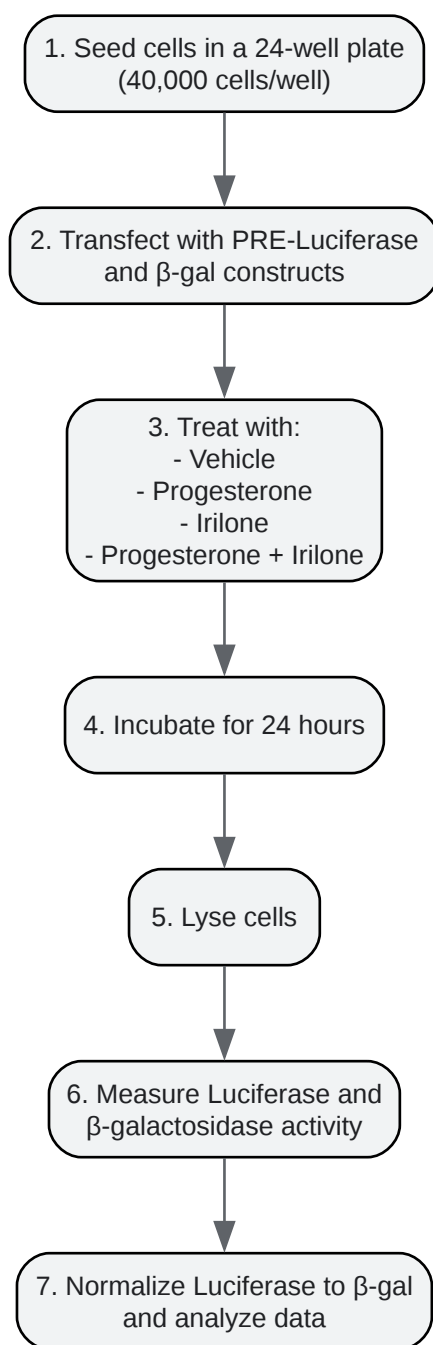 1. Seed cells in a 24-well plate
(40,000 cells/well)
2. Transfect with PRE-Luciferase
and β-gal constructs
3. Treat with:
- Vehicle
- Progesterone
- Irilone
- Progesterone + Irilone
4. Incubate for 24 hours
5. Lyse cells
6. Measure Luciferase and
β-galactosidase activity
7. Normalize Luciferase to β-gal
and analyze data